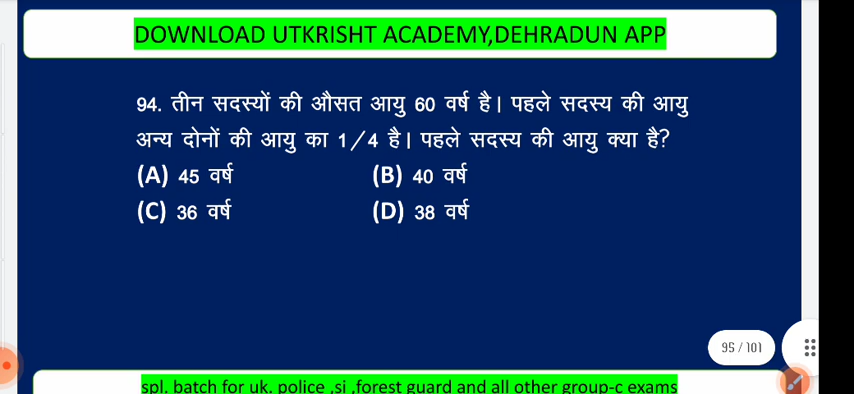 DOWNLOAD UTKRISHT ACADEMY,DEHRADUN APP
94. तीन सदस्यों की औसत आयु 60 वर्ष है। पहले सदस्य की आयु
अन्य दोनों की आयु का 1/4 है। पहले सदस्य की आयु क्या है?
(A) 45 वर्ष (B) 40 वर्ष
(C) 36 वर्ष (D) 38 वर्ष
95 / 101
spl. batch for uk. police ,si ,forest guard and all other group-c exams